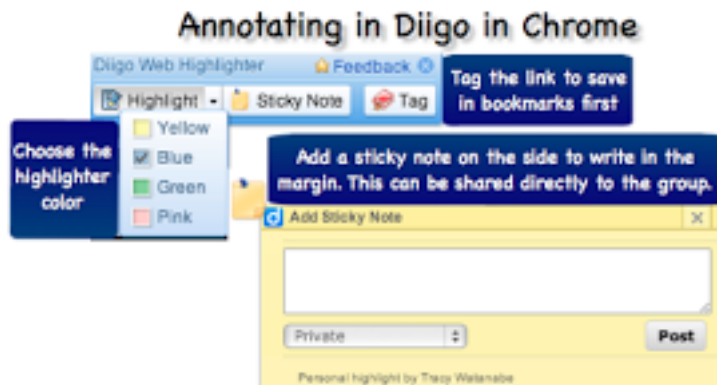 Annotating in Diigo in Chrome
Diigo Web Highlighter
Feedback
Highlight
Sticky Note
Tag
Tag the link to save
in bookmarks first
Choose the
highlighter
color
Yellow
Blue
Green
Pink
Add a sticky note on the side to write in the
margin. This can be shared directly to the group.
Add Sticky Note
Private
Post
Personal highlight by Tracy Watanabe